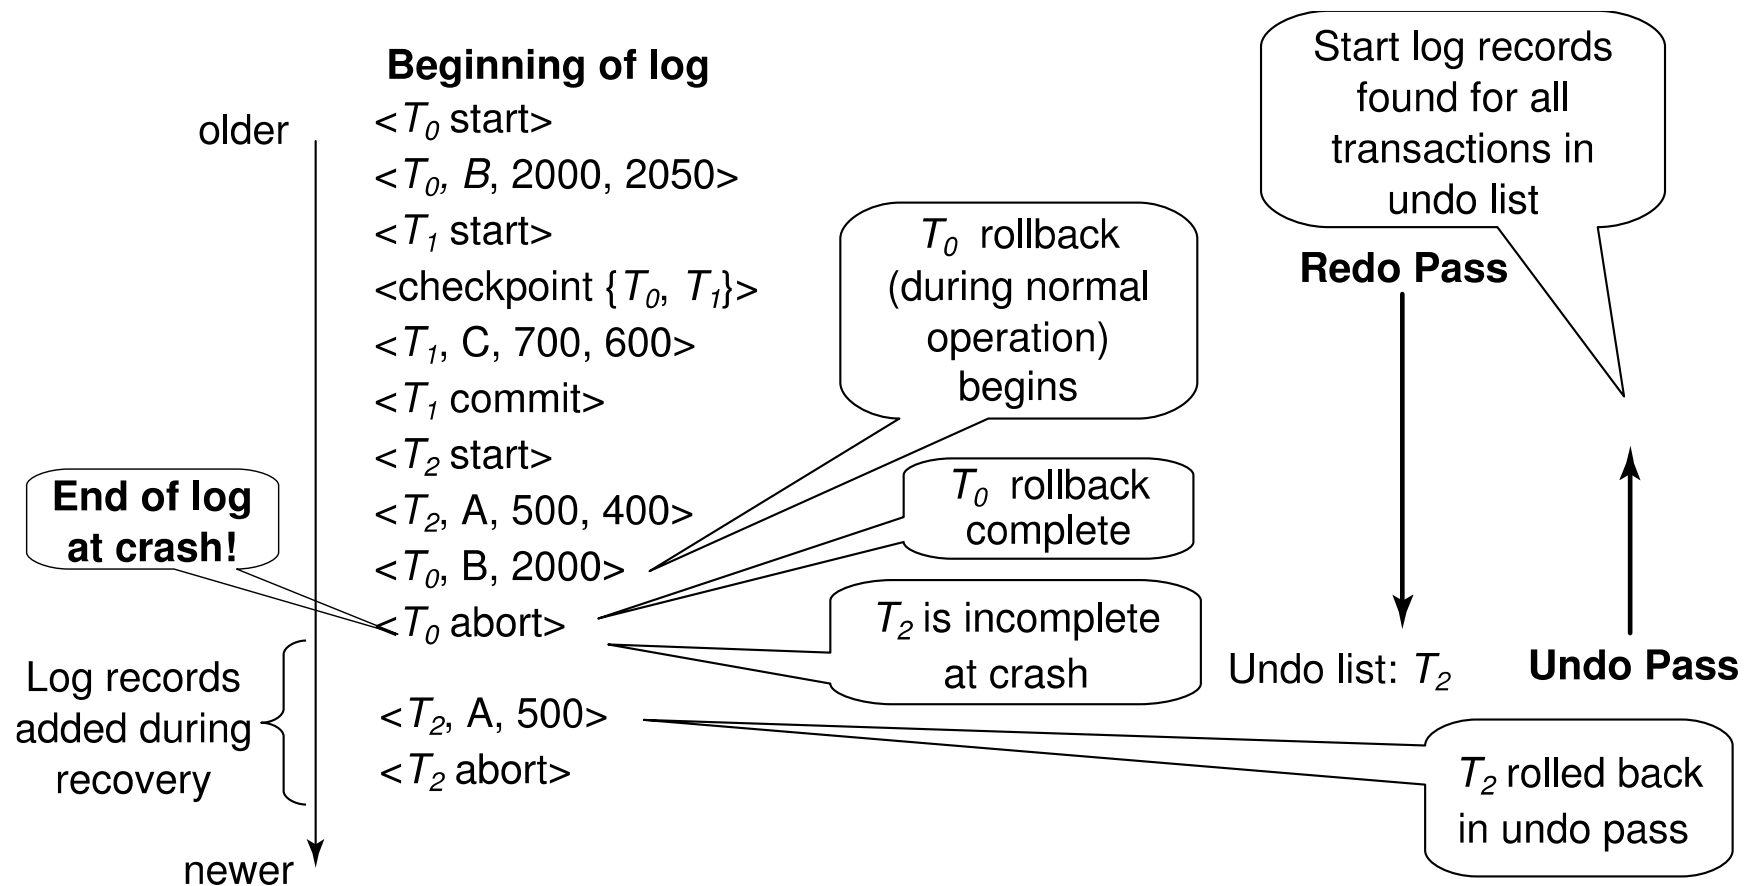 Beginning of log
older
<T0 start>
<T0, B, 2000, 2050>
<T1 start>
<checkpoint {T0, T1}>
<T1, C, 700, 600>
<T1 commit>
<T2 start>
<T2, A, 500, 400>
<T0, B, 2000>
<T0 abort>
<T2, A, 500>
<T2 abort>
newer
End of log
at crash!
Log records
added during
recovery
T0 rollback
(during normal
operation)
begins
T0 rollback
complete
T2 is incomplete
at crash
Start log records
found for all
transactions in
undo list
Redo Pass
Undo list: T2
Undo Pass
T2 rolled back
in undo pass